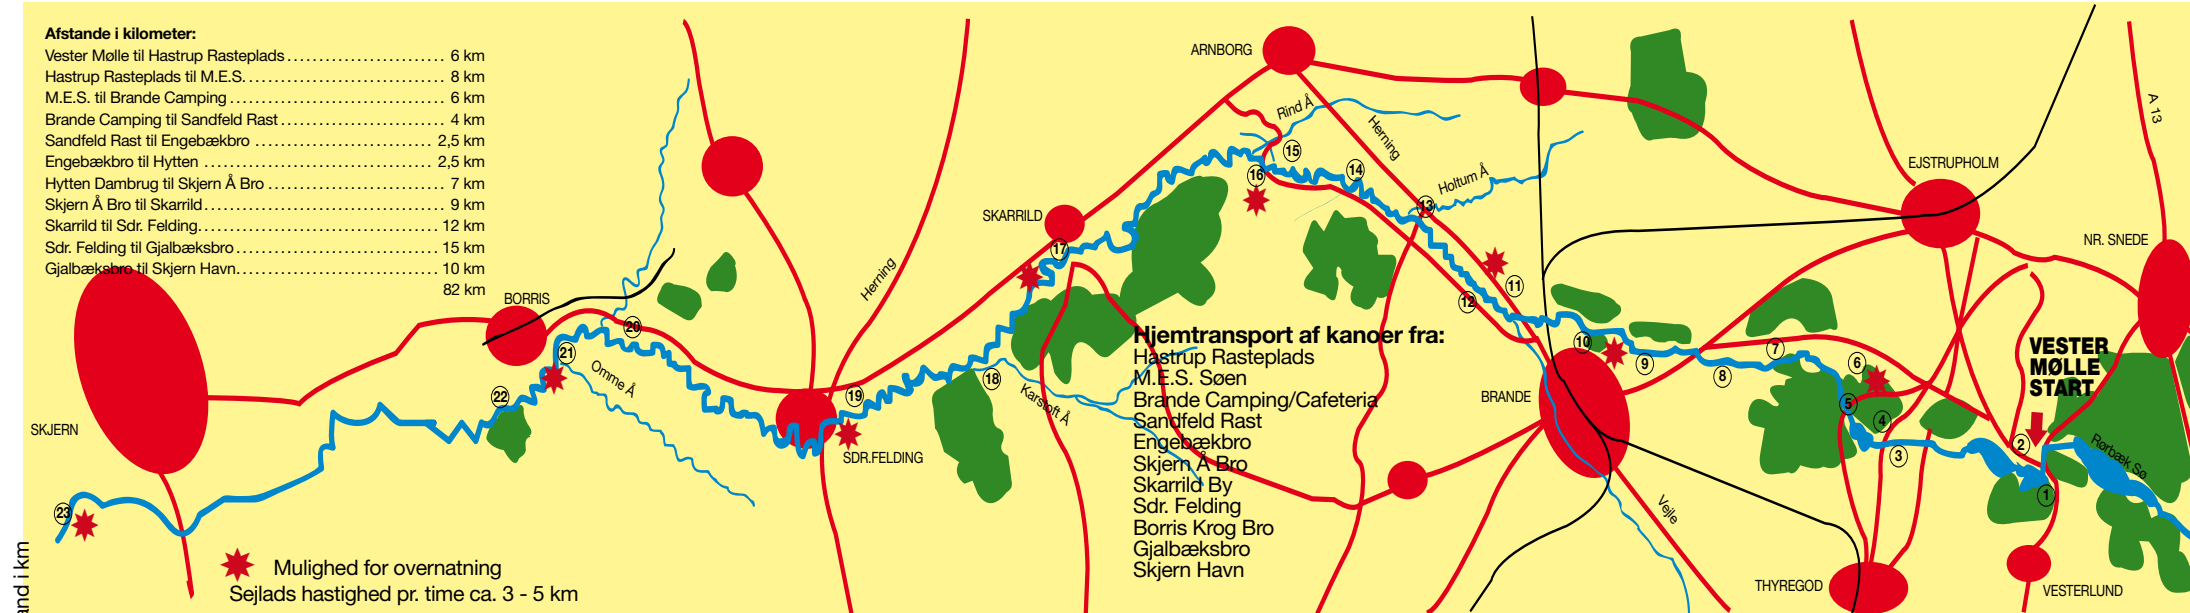 Afstande i kilometer:
Vester Mølle til Hastrup Rasteplads......................... 6 km
Hastrup Rasteplads til M.E.S................................ 8 km
M.E.S. til Brande Camping .................................. 6 km
Brande Camping til Sandfeld Rast .......................... 4 km
Sandfeld Rast til Engebækbro .............................. 2,5 km
Engebækbro til Hytten ...................................... 2,5 km
Hytten Dambrug til Skjern Å Bro ............................ 7 km
Skjern Å Bro til Skarrild...................................... 9 km
Skarrild til Sdr. Felding....................................... 12 km
Sdr. Felding til Gjalbæksbro ................................. 15 km
Gjalbæksbro til Skjern Havn................................ 10 km
82 km
ARNBORG
Rind Å
Herning
Holtum Å
A 13
EJSTRUPHOLM
NR. SNEDE
SKARRILD
Herning
BORRIS
Omme Å
SKJERN
SDR.FELDING
Karstoft Å
BRANDE
Vejle
THYREGOD
VESTERLUND
Rørbæk Sø
VESTER
MØLLE
START
Hjemtransport af kanoer fra:
Hastrup Rasteplads
M.E.S. Søen
Brande Camping/Cafeteria
Sandfeld Rast
Engebækbro
Skjern Å Bro
Skarrild By
Sdr. Felding
Borris Krog Bro
Gjalbæksbro
Skjern Havn
1
2
3
4
5
6
7
8
9
10
11
12
13
14
15
16
17
18
19
20
21
22
23
Mulighed for overnatning
Sejlads hastighed pr. time ca. 3 - 5 km
and i km